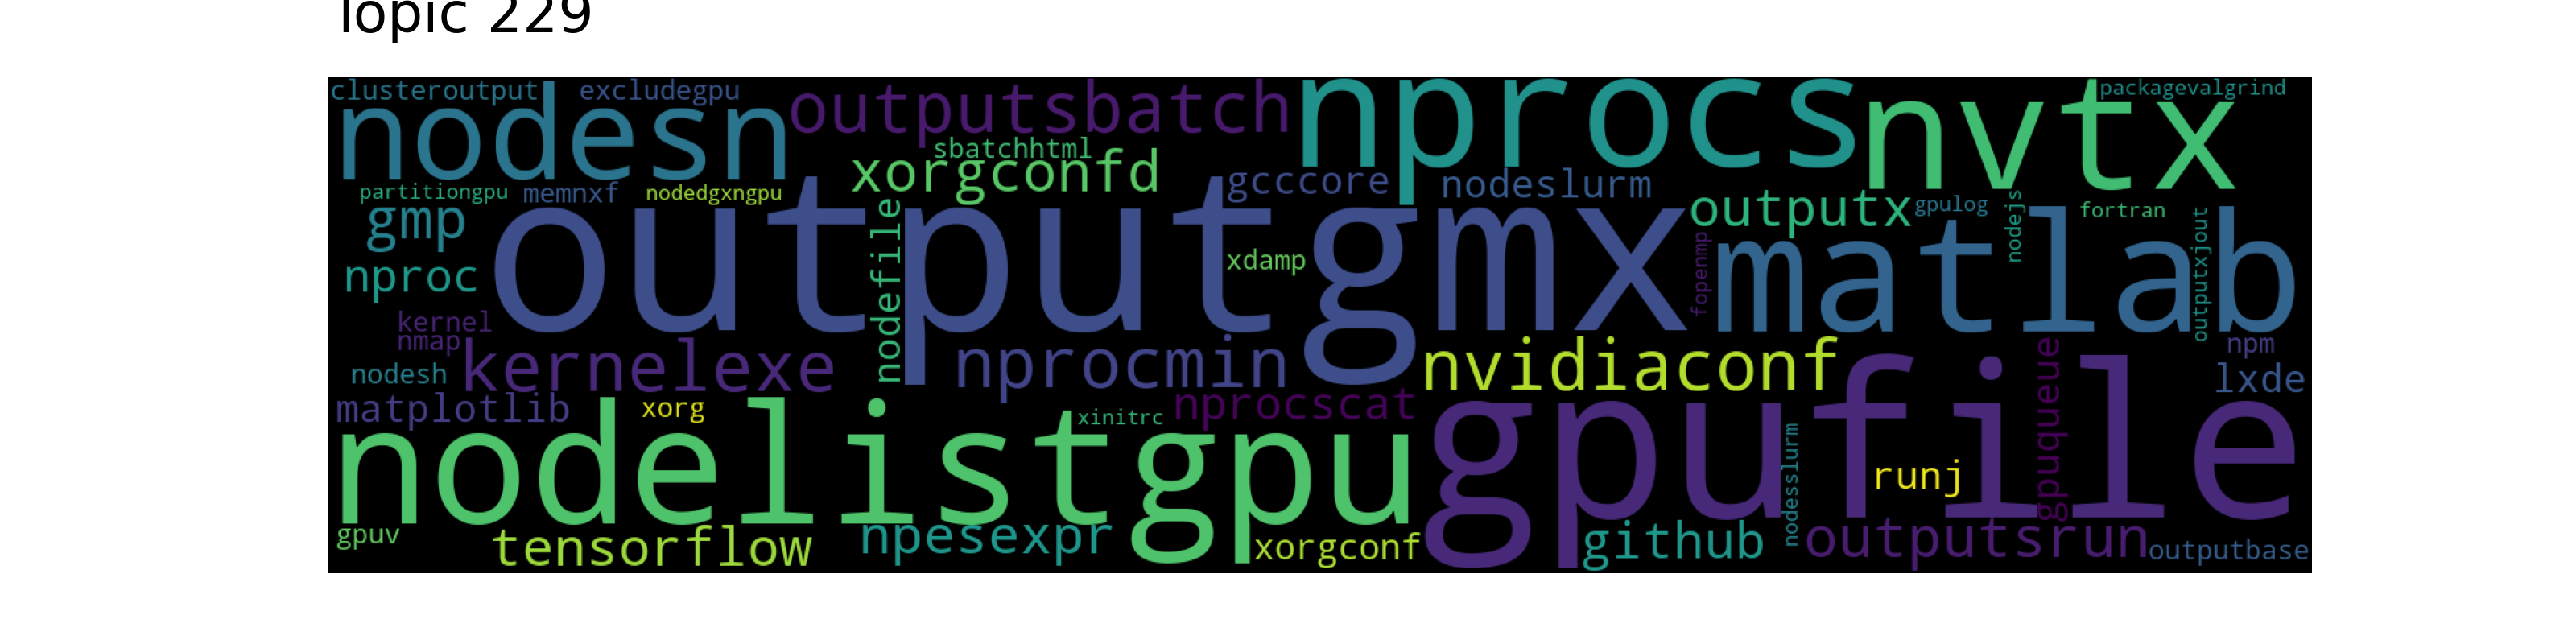 Topic 229
clusteroutput excludegpu outputsbatch nprocs nvtx packagevalgrind
nodesn sbatchhtml xorgconfd gcccore nodeslurm
partitiongpu memnxf nodedgxngpu outputx gpulog nodejs fortran
gmp outputgmx xdamp matlab outputxjout
nproc nodefile fopenmp
kernel
nmap kernelexe nprocmin nvidiaconf npm
nodesh lxde
matplotlib xorg xinitrc nprocscat gpuqueue
nodelistgpu gpufile nodesslurm runj
gpuv tensorflow npesexpr xorgconf github outputsrun outputbase